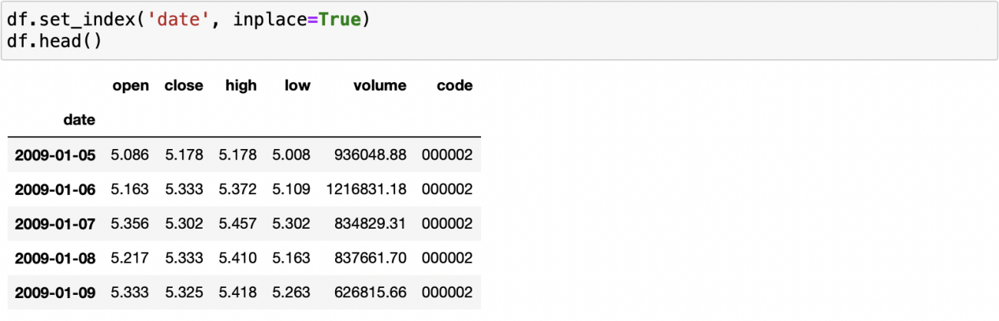 df.set_index('date', inplace=True)
df.head()
open close high low volume code
date
2009-01-05 5.086 5.178 5.178 5.008 936048.88 000002
2009-01-06 5.163 5.333 5.372 5.109 1216831.18 000002
2009-01-07 5.356 5.302 5.457 5.302 834829.31 000002
2009-01-08 5.217 5.333 5.410 5.163 837661.70 000002
2009-01-09 5.333 5.325 5.418 5.263 626815.66 000002